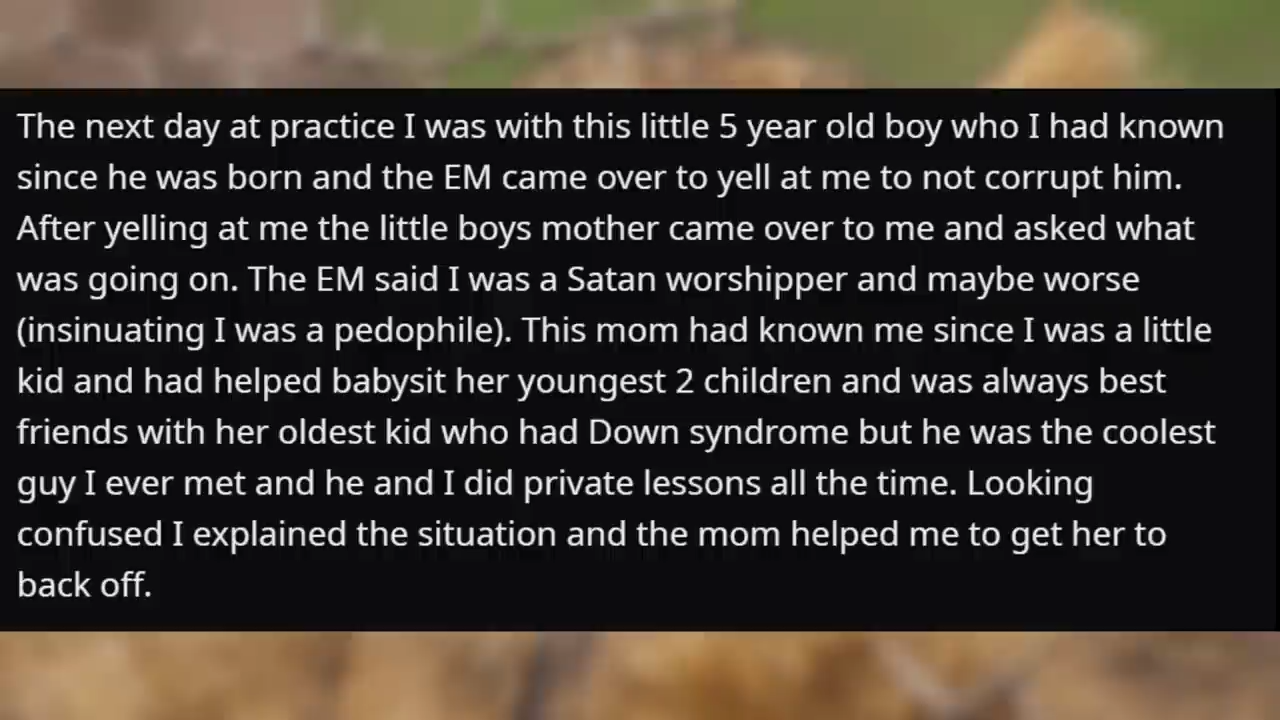 The next day at practice I was with this little 5 year old boy who I had known
since he was born and the EM came over to yell at me to not corrupt him.
After yelling at me the little boys mother came over to me and asked what
was going on. The EM said I was a Satan worshipper and maybe worse
(insinuating I was a pedophile). This mom had known me since I was a little
kid and had helped babysit her youngest 2 children and was always best
friends with her oldest kid who had Down syndrome but he was the coolest
guy I ever met and he and I did private lessons all the time. Looking
confused I explained the situation and the mom helped me to get her to
back off.